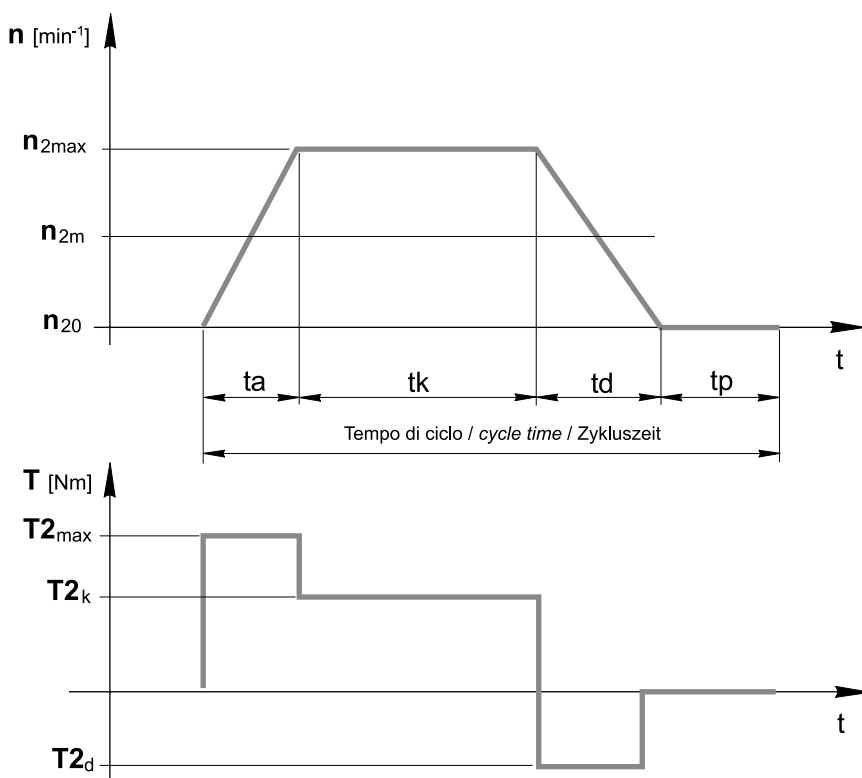 n [min-1]
n2max
n2m
n20
t
ta tk td tp
Tempo di ciclo / cycle time / Zykluszeit
T [Nm]
T2max
T2k
t
T2d